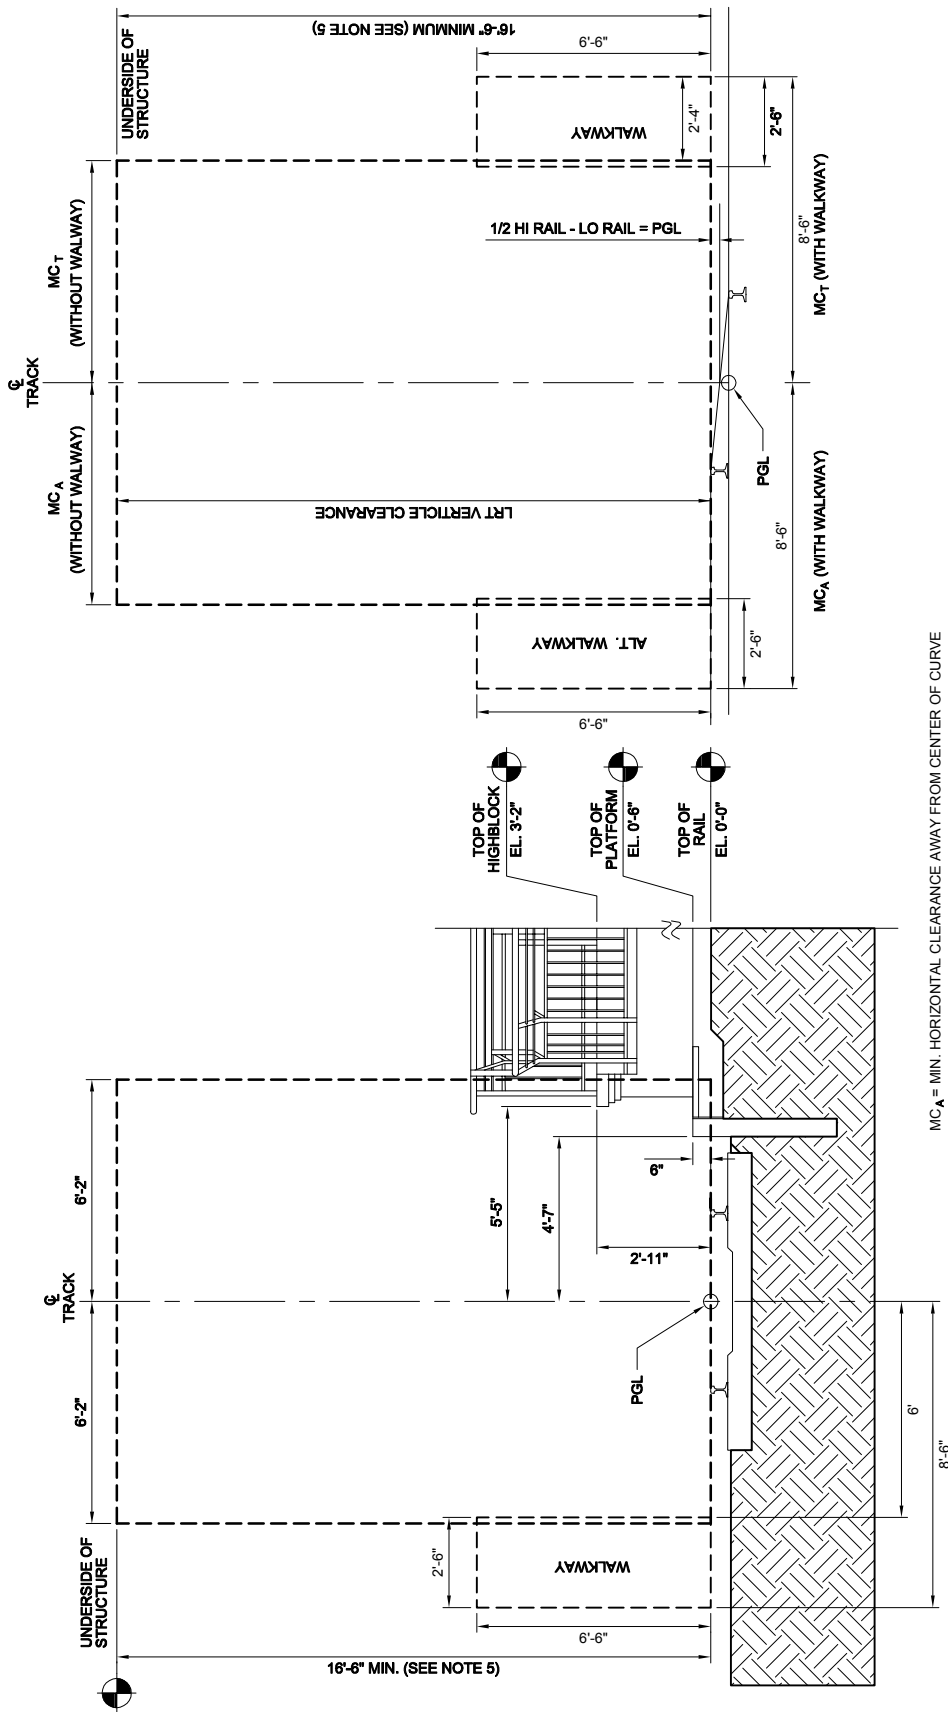 16'-6" MINMUM (SEE NOTE 5)
UNDERSIDE OF
STRUCTURE
6'-6"
WALKWAY
2'-4"
2'-6"
MC T
(WITHOUT WALWAY)
1/2 HI RAIL - LO RAIL = PGL
8'-6"
MCT (WITH WALKWAY)
℄
TRACK
MC A
(WITHOUT WALWAY)
LRT VERTICLE CLEARANCE
PGL
8'-6"
MCA (WITH WALKWAY)
ALT. WALKWAY
2'-6"
6'-6"
TOP OF
HIGHBLOCK
EL. 3'-2"
TOP OF
PLATFORM
EL. 0'-6"
TOP OF
RAIL
EL. 0'-0"
6'-2"
5'-5"
4'-7"
6"
2'-11"
℄
TRACK
6'-2"
PGL
6'
8'-6"
UNDERSIDE OF
STRUCTURE
2'-6"
WALKWAY
6'-6"
16'-6" MIN. (SEE NOTE 5)
MCA = MIN. HORIZONTAL CLEARANCE AWAY FROM CENTER OF CURVE